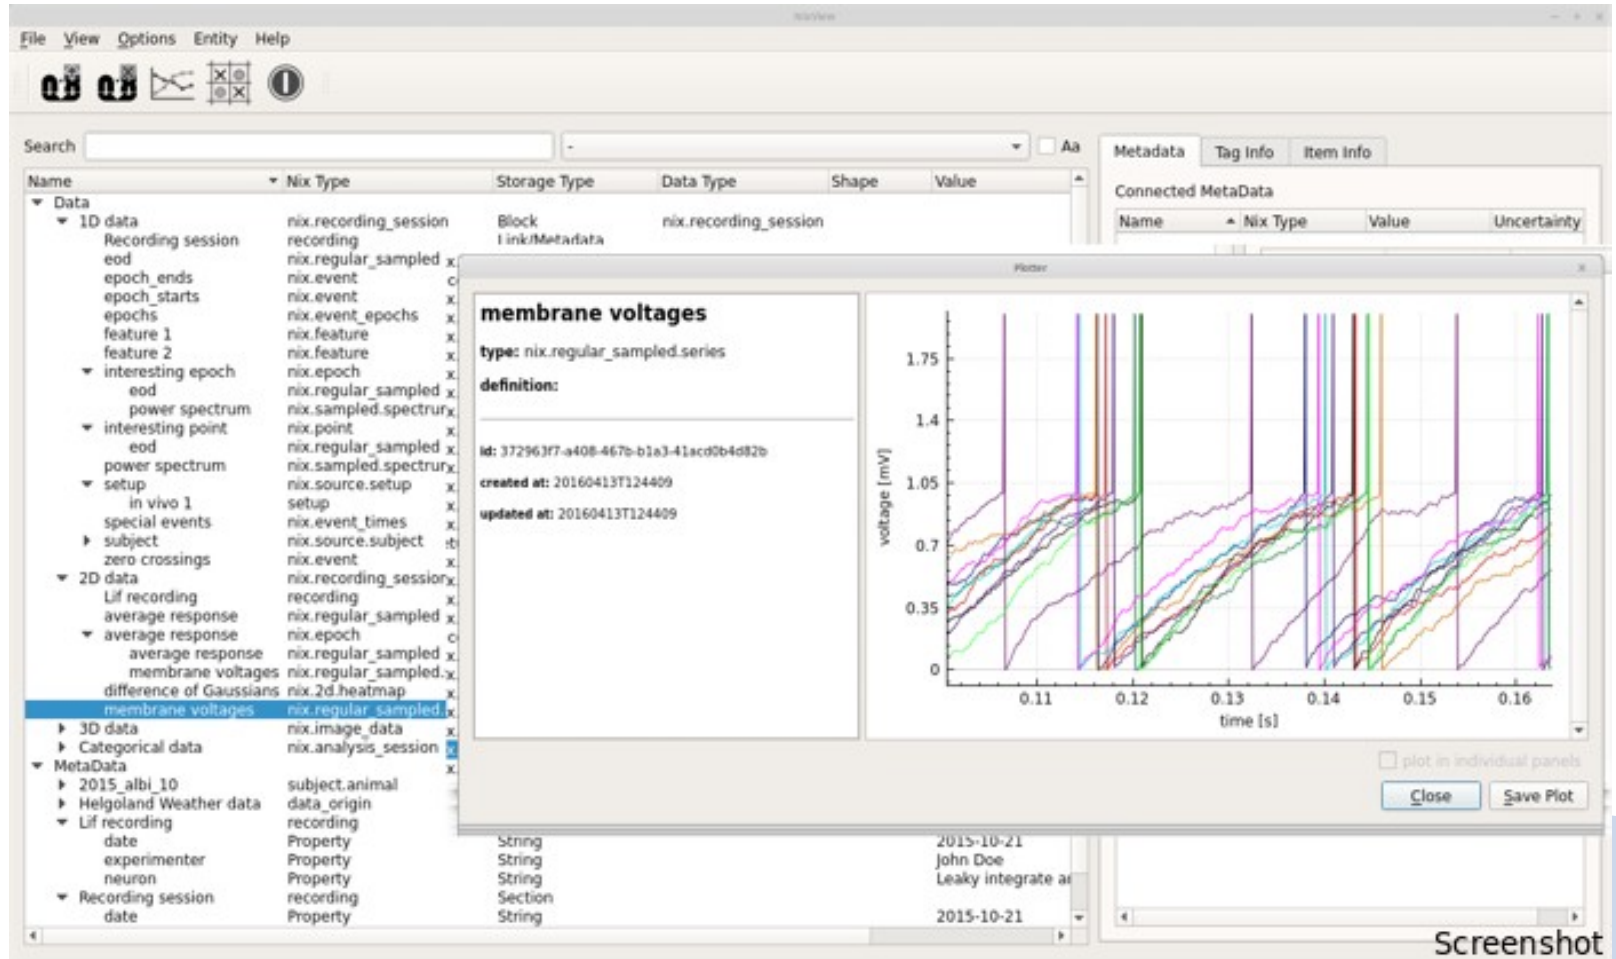 NixView
File View Options Entity Help
Search - Aa
Metadata Tag Info Item Info
Connected MetaData
Name Nix Type Value Uncertainty
Name Nix Type Storage Type Data Type Shape Value
Data
1D data nix.recording_session Block nix.recording_session
Recording session recording Link/Metadata
eod nix.regular_sampled x
epoch_ends nix.event c
epoch_starts nix.event x
epochs nix.event_epochs x
feature 1 nix.feature x
feature 2 nix.feature x
interesting epoch nix.epoch x
eod nix.regular_sampled x
power spectrum nix.sampled.spectrum x
interesting point nix.point x
eod nix.regular_sampled x
power spectrum nix.sampled.spectrum x
setup nix.source.setup x
in vivo 1 setup x
special events nix.event_times x
subject nix.source.subject
zero crossings nix.event x
2D data nix.recording_session x
Lif recording recording x
average response nix.regular_sampled x
average response nix.epoch c
average response nix.regular_sampled x
membrane voltages nix.regular_sampled. x
difference of Gaussians nix.2d.heatmap x
membrane voltages nix.regular_sampled. x
3D data nix.image_data x
Categorical data nix.analysis_session x
MetaData x
2015_albi_10 subject.animal
Helgoland Weather data data_origin
Lif recording recording
date Property String 2015-10-21
experimenter Property String John Doe
neuron Property String Leaky integrate a
Recording session recording Section
date Property String 2015-10-21
Plotter
membrane voltages
type: nix.regular_sampled.series
definition:
id: 372963f7-a408-467b-b1a3-41acd0b4d82b
created at: 20160413T124409
updated at: 20160413T124409
voltage [mV]
1.75
1.4
1.05
0.7
0.35
0
0.11 0.12 0.13 0.14 0.15 0.16
time [s]
plot in individual panels
Close Save Plot
Screenshot